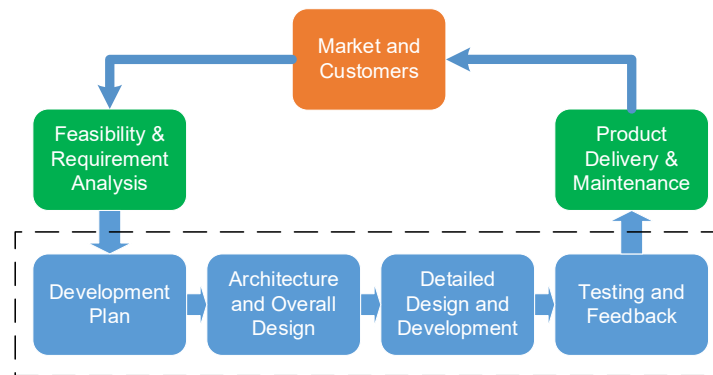 Market and
Customers
Feasibility &
Requirement
Analysis
Product
Delivery &
Maintenance
Development
Plan
Architecture
and Overall
Design
Detailed
Design and
Development
Testing and
Feedback